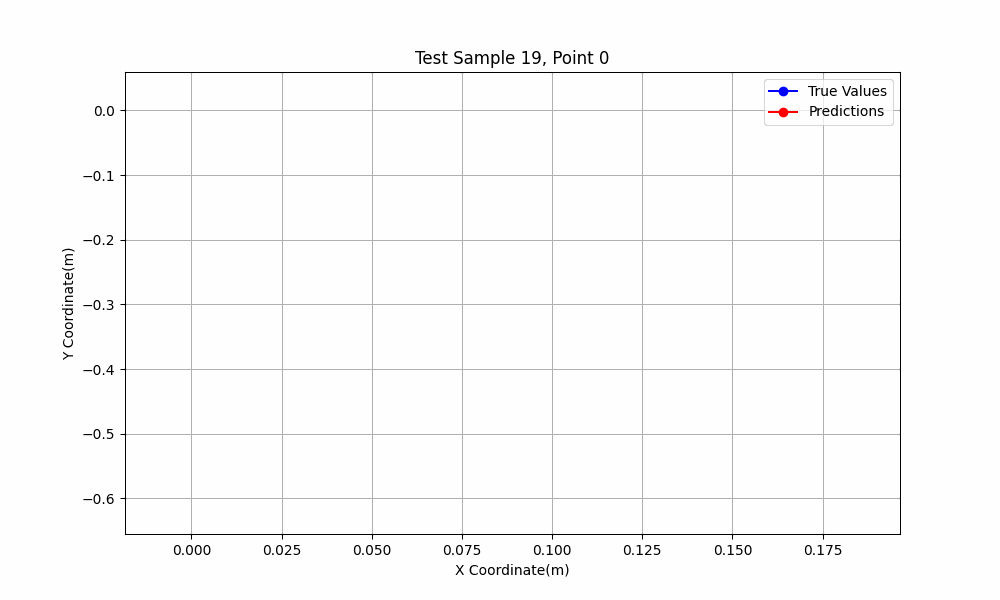 Test Sample 19, Point 0
True Values
Predictions
0.0
−0.1
−0.2
−0.3
−0.4
−0.5
−0.6
Y Coordinate(m)
0.000 0.025 0.050 0.075 0.100 0.125 0.150 0.175
X Coordinate(m)